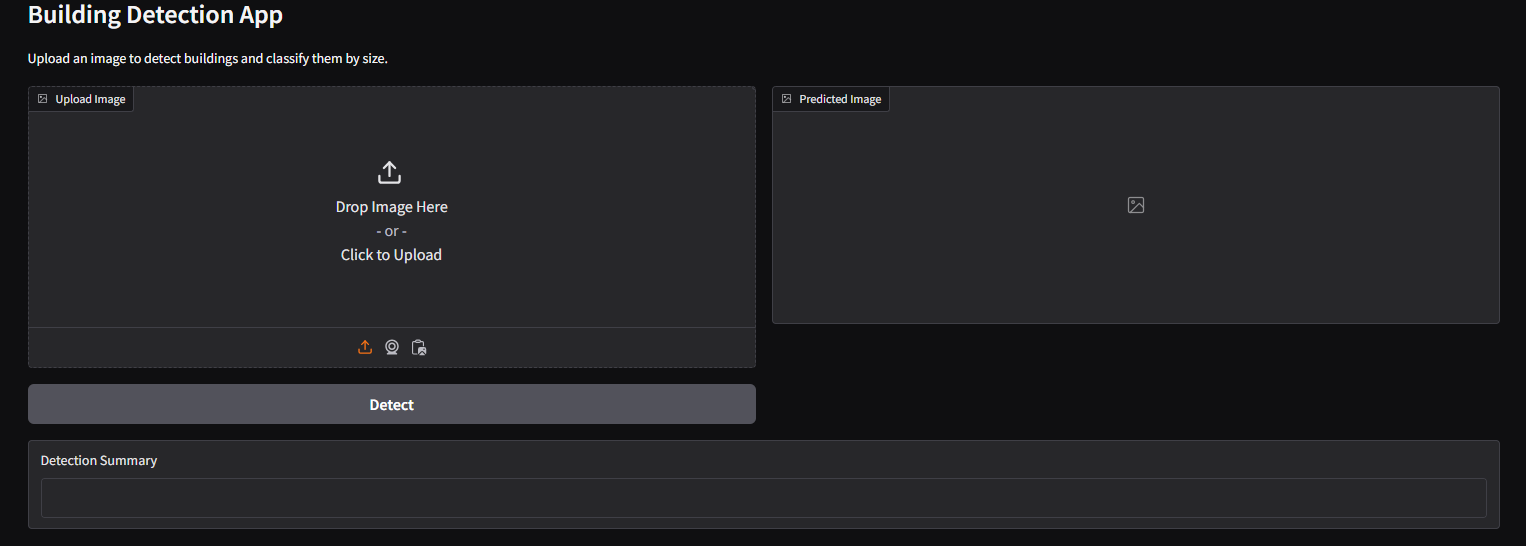 Building Detection App
Upload an image to detect buildings and classify them by size.
Upload Image
Drop Image Here
- or -
Click to Upload
Predicted Image
Detect
Detection Summary